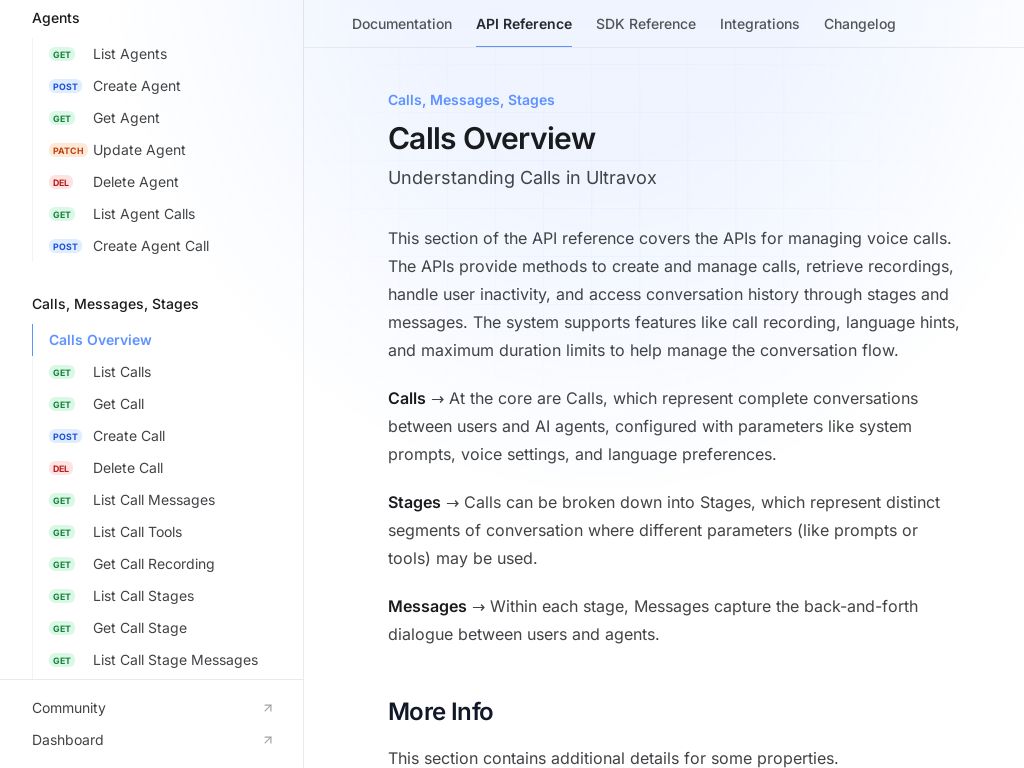 Agents
GET List Agents
POST Create Agent
GET Get Agent
PATCH Update Agent
DEL Delete Agent
GET List Agent Calls
POST Create Agent Call
Calls, Messages, Stages
Calls Overview
GET List Calls
GET Get Call
POST Create Call
DEL Delete Call
GET List Call Messages
GET List Call Tools
GET Get Call Recording
GET List Call Stages
GET Get Call Stage
GET List Call Stage Messages
Community
Dashboard
Documentation API Reference SDK Reference Integrations Changelog
Calls, Messages, Stages
Calls Overview
Understanding Calls in Ultravox
This section of the API reference covers the APIs for managing voice calls.
The APIs provide methods to create and manage calls, retrieve recordings,
handle user inactivity, and access conversation history through stages and
messages. The system supports features like call recording, language hints,
and maximum duration limits to help manage the conversation flow.
Calls → At the core are Calls, which represent complete conversations
between users and AI agents, configured with parameters like system
prompts, voice settings, and language preferences.
Stages → Calls can be broken down into Stages, which represent distinct
segments of conversation where different parameters (like prompts or
tools) may be used.
Messages → Within each stage, Messages capture the back-and-forth
dialogue between users and agents.
More Info
This section contains additional details for some properties.